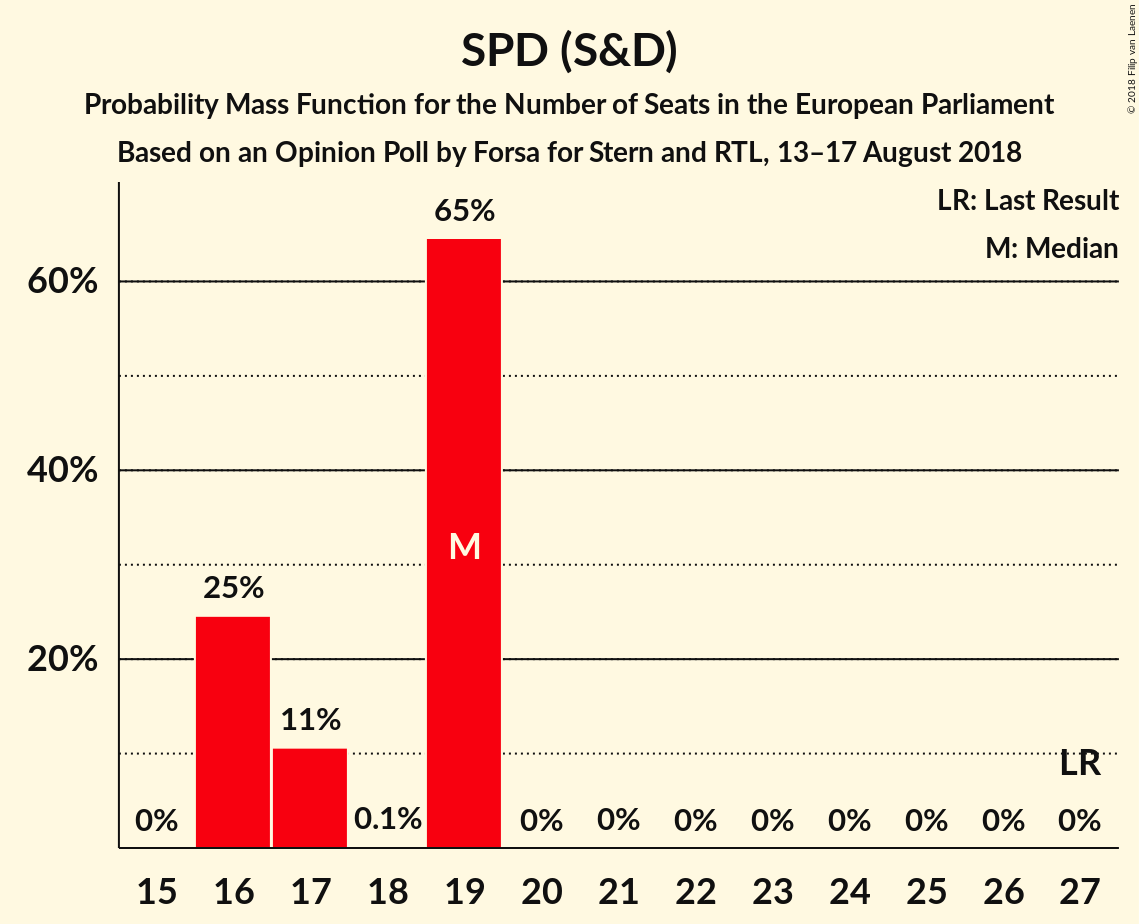 SPD (S&D)
Probability Mass Function for the Number of Seats in the European Parliament
Based on an Opinion Poll by Forsa for Stern and RTL, 13–17 August 2018
© 2018 Filip van Laenen
LR: Last Result
M: Median
65%
60%
40%
M
25%
20%
11%
LR
0%
0.1%
0%
0%
0%
0%
0%
0%
0%
0%
15 16 17 18 19 20 21 22 23 24 25 26 27